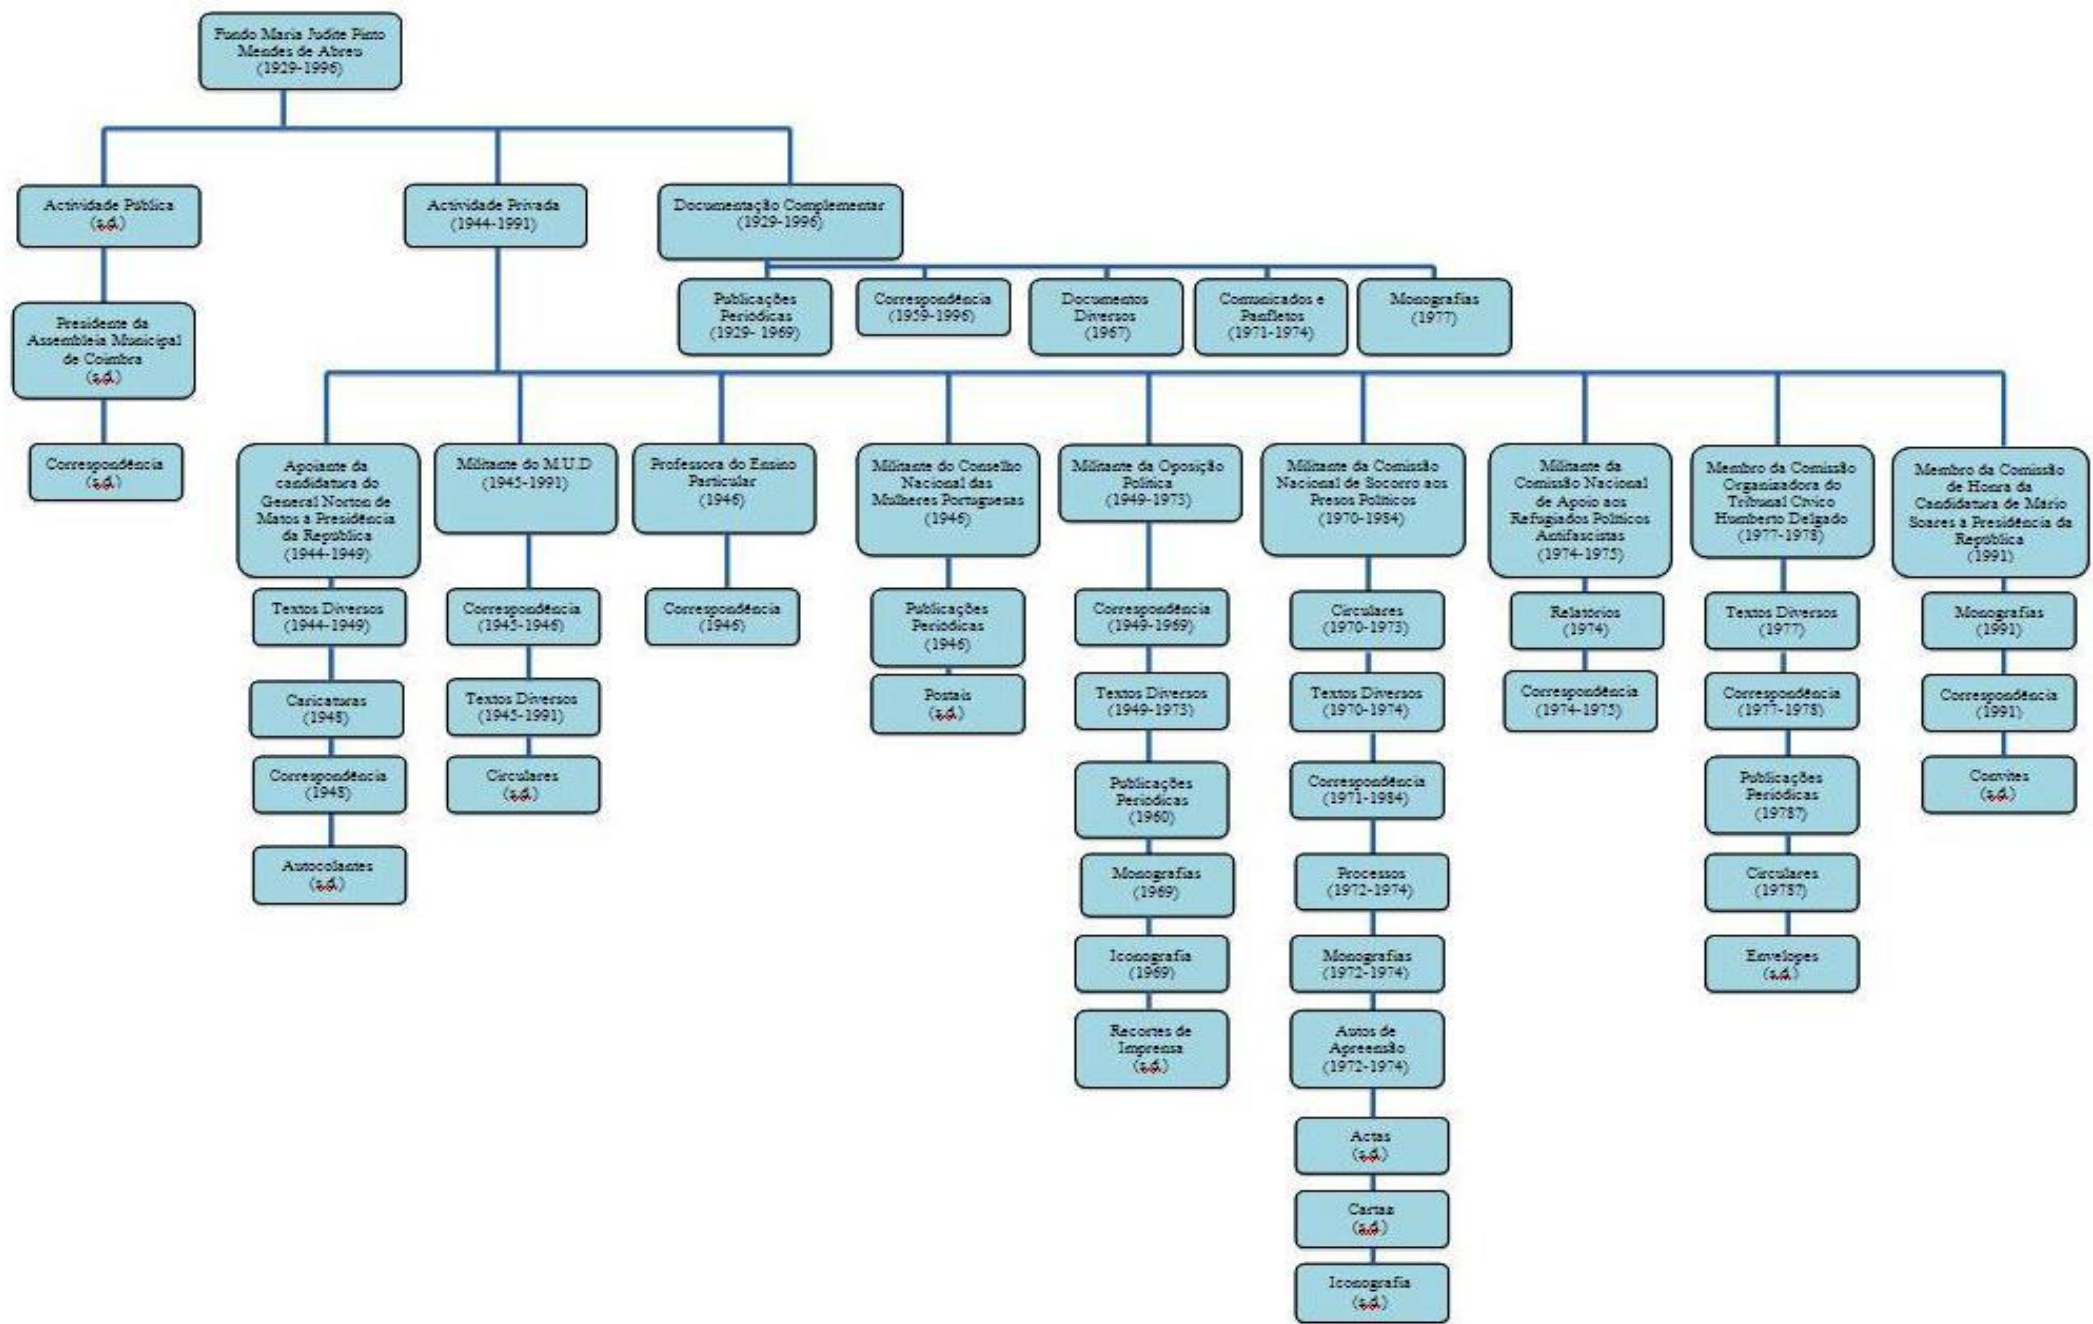 Fundo Maria Judite Pinto
Mendes de Abreu
(1929-1996)
Actividade Pública
(s.d.)
Actividade Privada
(1944-1991)
Documentação Complementar
(1929-1996)
Publicações
Periódicas
(1929- 1969)
Correspondência
(1959-1996)
Documentos
Diversos
(1967)
Comunicados e
Panfletos
(1971-1974)
Monografias
(1977)
Presidente da
Assembleia Municipal
de Coimbra
(s.d.)
Correspondência
(s.d.)
Apoiante da
candidatura do
General Norton de
Matos à Presidência
da República
(1944-1949)
Textos Diversos
(1944-1949)
Caricaturas
(1948)
Correspondência
(1948)
Autocolantes
(s.d.)
Militante do M.U.D
(1945-1991)
Correspondência
(1945-1946)
Textos Diversos
(1945-1991)
Circulares
(s.d.)
Professora do Ensino
Particular
(1946)
Correspondência
(1946)
Militante do Conselho
Nacional das
Mulheres Portuguesas
(1946)
Publicações
Periódicas
(1946)
Postais
(s.d.)
Militante da Oposição
Política
(1949-1973)
Correspondência
(1949-1969)
Textos Diversos
(1949-1973)
Publicações
Periódicas
(1960)
Monografias
(1969)
Iconografia
(1969)
Recortes de
Imprensa
(s.d.)
Militante da Comissão
Nacional de Socorro aos
Presos Políticos
(1970-1984)
Circulares
(1970-1973)
Textos Diversos
(1970-1974)
Correspondência
(1971-1984)
Processos
(1972-1974)
Monografias
(1972-1974)
Autos de
Apreensão
(1972-1974)
Actas
(s.d.)
Cartaz
(s.d.)
Iconografia
(s.d.)
Militante da
Comissão Nacional
de Apoio aos
Refugiados Políticos
Antifascistas
(1974-1975)
Relatórios
(1974)
Correspondência
(1974-1975)
Membro da Comissão
Organizadora do
Tribunal Cívico
Humberto Delgado
(1977-1978)
Textos Diversos
(1977)
Correspondência
(1977-1978)
Publicações
Periódicas
(1978?)
Circulares
(1978?)
Envelopes
(s.d.)
Membro da Comissão
de Honra da
Candidatura de Mário
Soares à Presidência da
República
(1991)
Monografias
(1991)
Correspondência
(1991)
Convites
(s.d.)